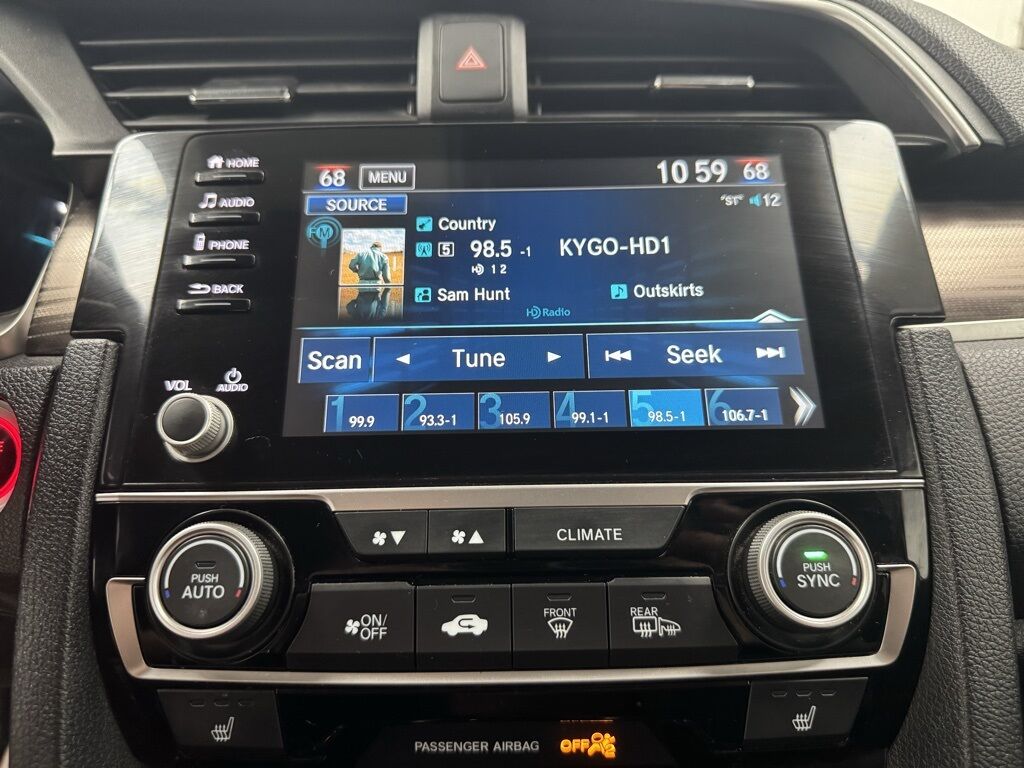 HOME
68 MENU 10 59 68
AUDIO
SOURCE "ST" 12
FM
Country
PHONE
5 98.5 -1 KYGO-HD1
HD 1 2
BACK
Sam Hunt Outskirts
HD Radio
Scan Tune Seek
VOL AUDIO
1 99.9 2 93.3-1 3 105.9 4 99.1-1 5 98.5-1 6 106.7-1
CLIMATE
PUSH AUTO
PUSH SYNC
ON/OFF
FRONT
REAR
PASSENGER AIRBAG OFF